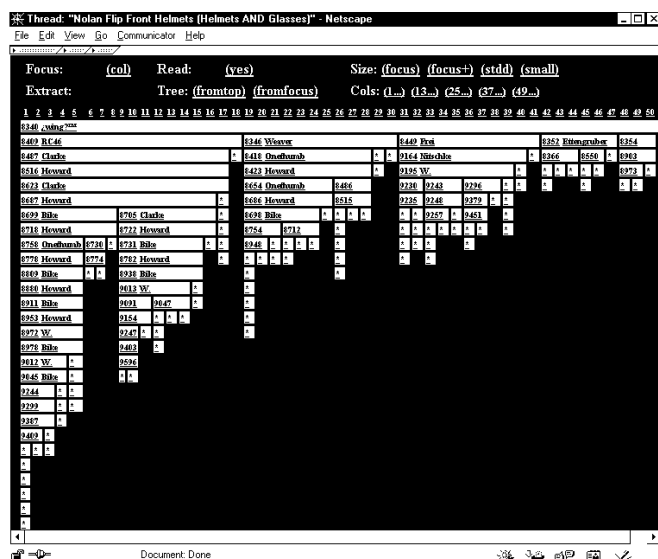 Thread: "Nolan Flip Front Helmets (Helmets AND Glasses)" - Netscape
File Edit View Go Communicator Help
Focus: (col) Read: (yes) Size: (focus) (focus+) (stdd) (small)
Extract: Tree: (fromtop) (fromfocus) Cols: (1...) (13...) (25...) (37...) (49...)
1 2 3 4 5 6 7 8 9 10 11 12 13 14 15 16 17 18 19 20 21 22 23 24 25 26 27 28 29 30 31 32 33 34 35 36 37 38 39 40 41 42 43 44 45 46 47 48 49 50
8340
8409 RC46 8346 Weaver 8449 Frei 8352 Ettengruber 8354
8487 Clarke * 8418 Onethumb * * 9164 Nitschke * 8366 8550 * 8903
8516 Howard 8423 Howard * 9195 W. * * * * * * 8973 *
8623 Clarke 8654 Onethumb 8486 9230 9243 9296 * * * * *
8687 Howard * 8686 Howard 8515 9235 9248 9379 * *
8699 Bike 8705 Clarke * 8698 Bike * * * * * * 9257 * 9451 *
8718 Howard 8722 Howard * 8754 8712 * * * * * * * *
8758 Onethumb 8730 * 8731 Bike * * 8948 * * * * * * * *
8778 Howard 8774 8782 Howard * * * * * * * * *
8809 Bike * * 8938 Bike * *
8880 Howard 9013 W. * *
8911 Bike 9091 9047 * *
8953 Howard 9154 * * * *
8972 W. 9247 * * *
8978 Bike 9403 *
9012 W. * 9596
9045 Bike * * *
9244 * *
9299 * *
9387 *
9489 *
* * *
*
*
*
*
*
Document: Done